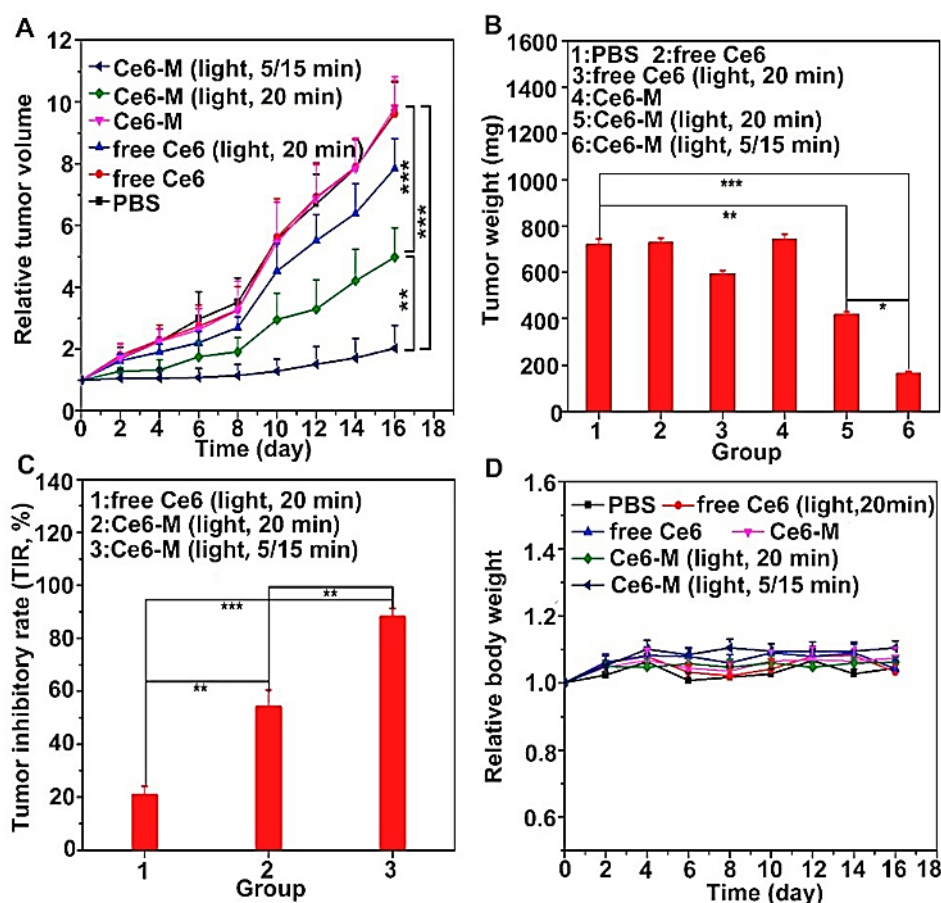 A
Relative tumor volume
12
10
8
6
4
2
0
Ce6-M (light, 5/15 min)
Ce6-M (light, 20 min)
Ce6-M
free Ce6 (light, 20 min)
free Ce6
PBS
***
***
**
0 2 4 6 8 10 12 14 16 18
Time (day)
B
Tumor weight (mg)
1600
1400
1200
1000
800
600
400
200
0
1:PBS 2:free Ce6
3:free Ce6 (light, 20 min)
4:Ce6-M
5:Ce6-M (light, 20 min)
6:Ce6-M (light, 5/15 min)
***
**
*
1 2 3 4 5 6
Group
C
Tumor inhibitory rate (TIR, %)
140
120
100
80
60
40
20
0
1:free Ce6 (light, 20 min)
2:Ce6-M (light, 20 min)
3:Ce6-M (light, 5/15 min)
**
***
**
1 2 3
Group
D
Relative body weight
1.6
1.4
1.2
1.0
0.8
0.6
PBS free Ce6 (light,20min)
free Ce6 Ce6-M
Ce6-M (light, 20 min)
Ce6-M (light, 5/15 min)
0 2 4 6 8 10 12 14 16 18
Time (day)